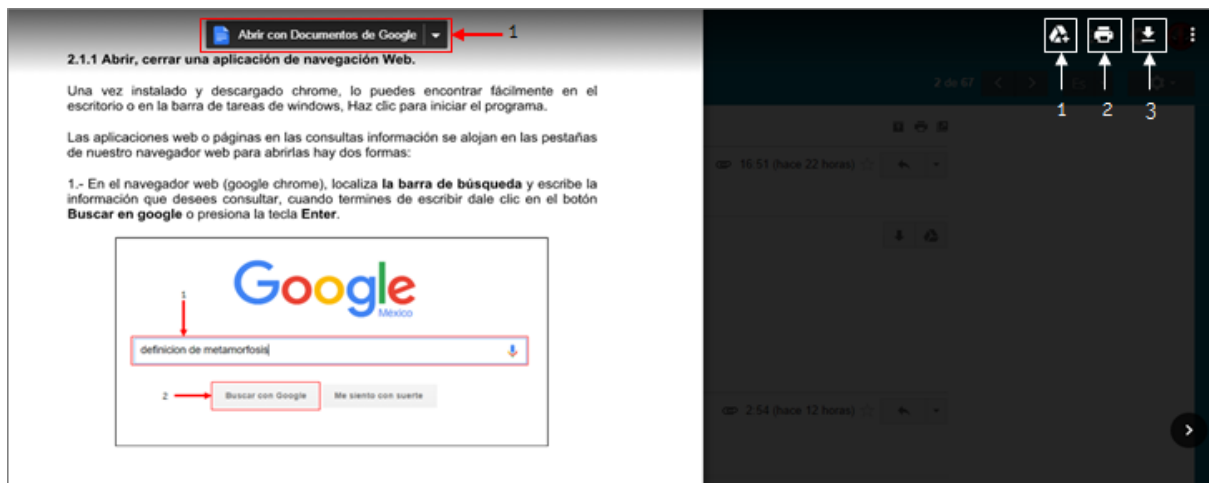 Abrir con Documentos de Google
1
2.1.1 Abrir, cerrar una aplicación de navegación Web.
Una vez instalado y descargado chrome, lo puedes encontrar fácilmente en el
escritorio o en la barra de tareas de windows, Haz clic para iniciar el programa.
Las aplicaciones web o páginas en las consultas información se alojan en las pestañas
de nuestro navegador web para abrirlas hay dos formas:
1.- En el navegador web (google chrome), localiza la barra de búsqueda y escribe la
información que desees consultar, cuando termines de escribir dale clic en el botón
Buscar en google o presiona la tecla Enter.
Google
México
1
definicion de metamorfosis
2
Buscar con Google
Me siento con suerte
1 2 3
2 de 67
Es
16:51 (hace 22 horas)
2:54 (hace 12 horas)